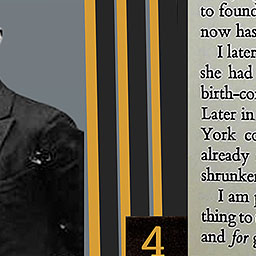 to found
now has
I later
she had
birth-co
Later in
York co
already
shrunken
I am
thing to
and for g
4